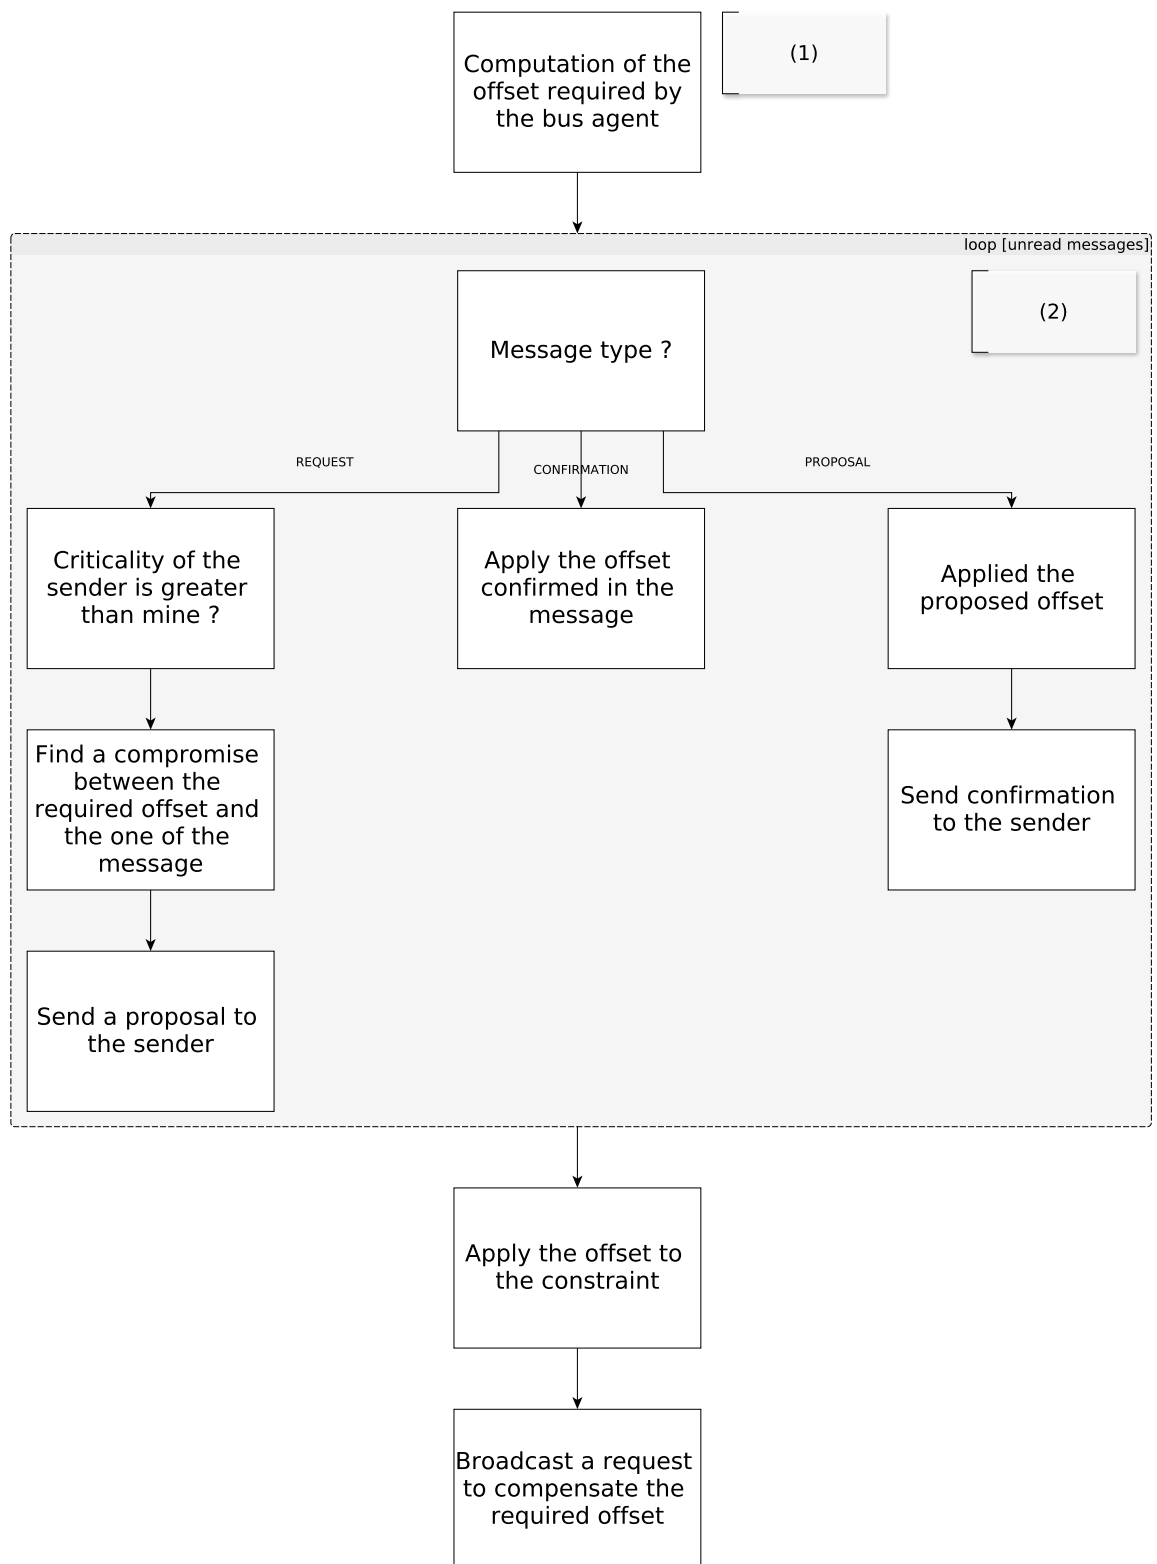 Computation of the
offset required by
the bus agent
(1)
loop [unread messages]
Message type ?
(2)
REQUEST
CONFIRMATION
PROPOSAL
Criticality of the
sender is greater
than mine ?
Apply the offset
confirmed in the
message
Applied the
proposed offset
Find a compromise
between the
required offset and
the one of the
message
Send confirmation
to the sender
Send a proposal to
the sender
Apply the offset to
the constraint
Broadcast a request
to compensate the
required offset